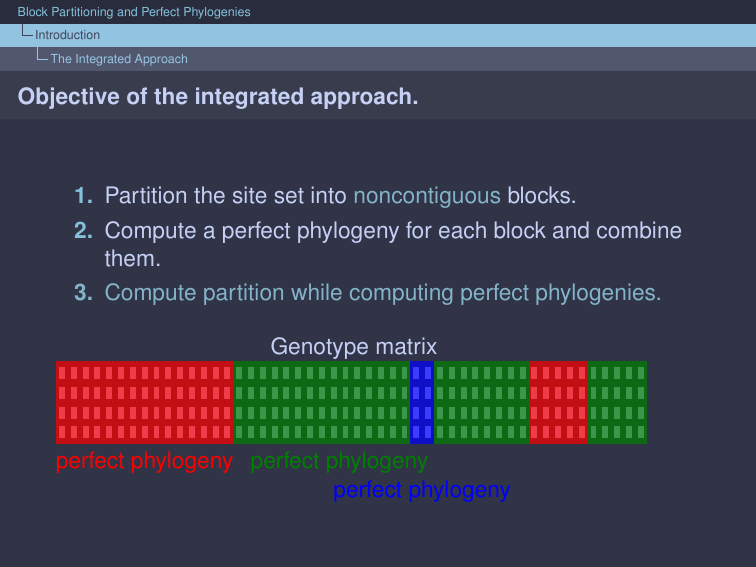 Block Partitioning and Perfect Phylogenies
Introduction
The Integrated Approach
Objective of the integrated approach.
1. Partition the site set into noncontiguous blocks.
2. Compute a perfect phylogeny for each block and combine
them.
3. Compute partition while computing perfect phylogenies.
Genotype matrix
perfect phylogeny perfect phylogeny
perfect phylogeny